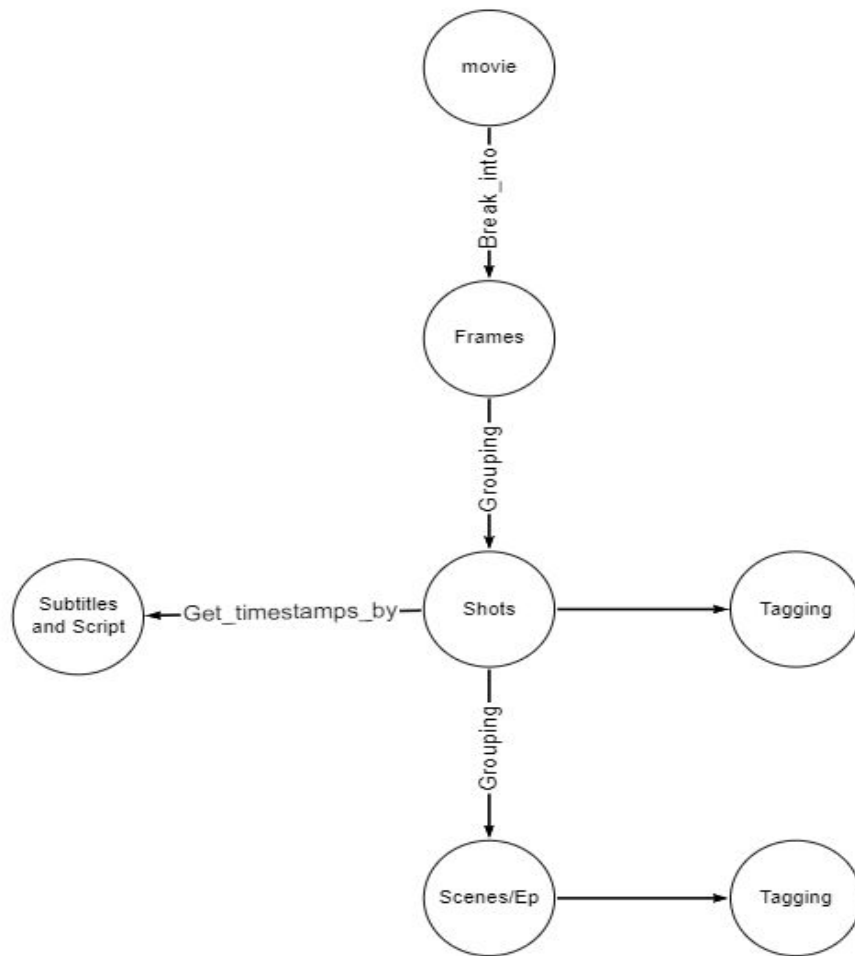 movie
Break_into
Frames
Grouping
Subtitles
and Script
Get_timestamps_by
Shots
Tagging
Grouping
Scenes/Ep
Tagging